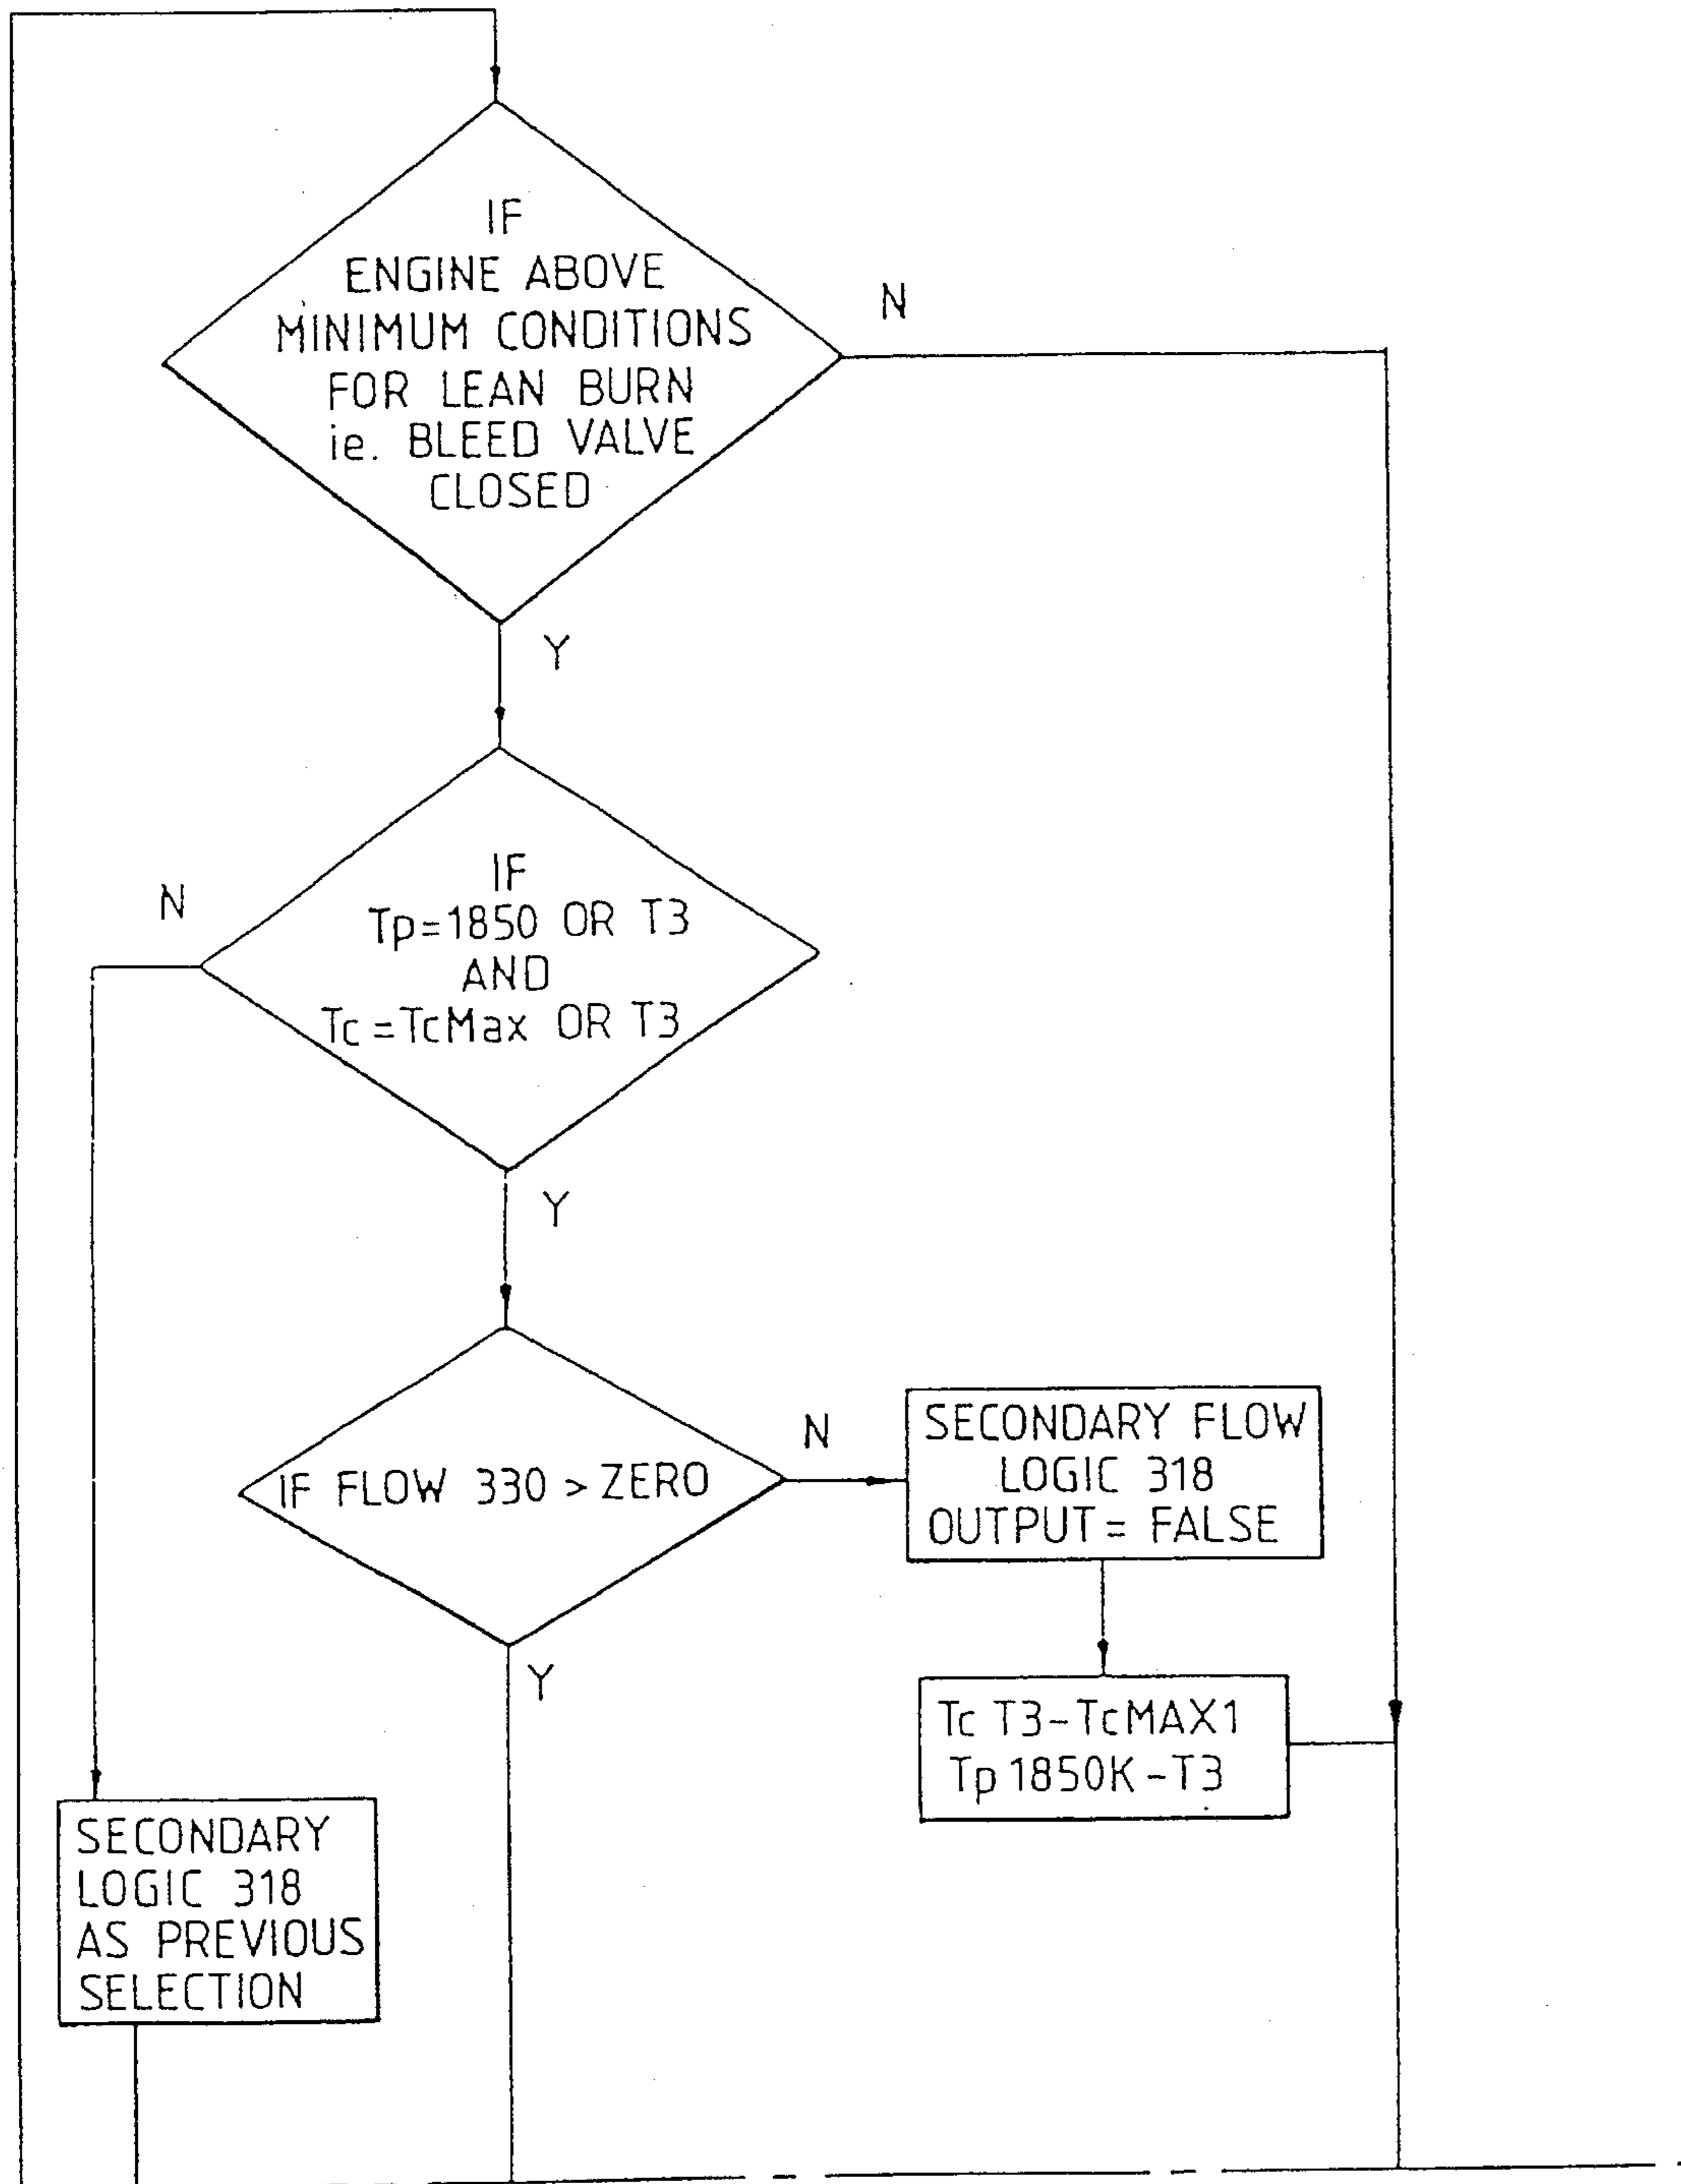 IF
ENGINE ABOVE
MINIMUM CONDITIONS
FOR LEAN BURN
ie. BLEED VALVE
CLOSED
N
Y
IF
Tp=1850 OR T3
AND
Tc=TcMax OR T3
N
Y
IF FLOW 330 > ZERO
N
Y
SECONDARY FLOW
LOGIC 318
OUTPUT = FALSE
Tc T3-TcMAX1
Tp 1850K-T3
SECONDARY
LOGIC 318
AS PREVIOUS
SELECTION